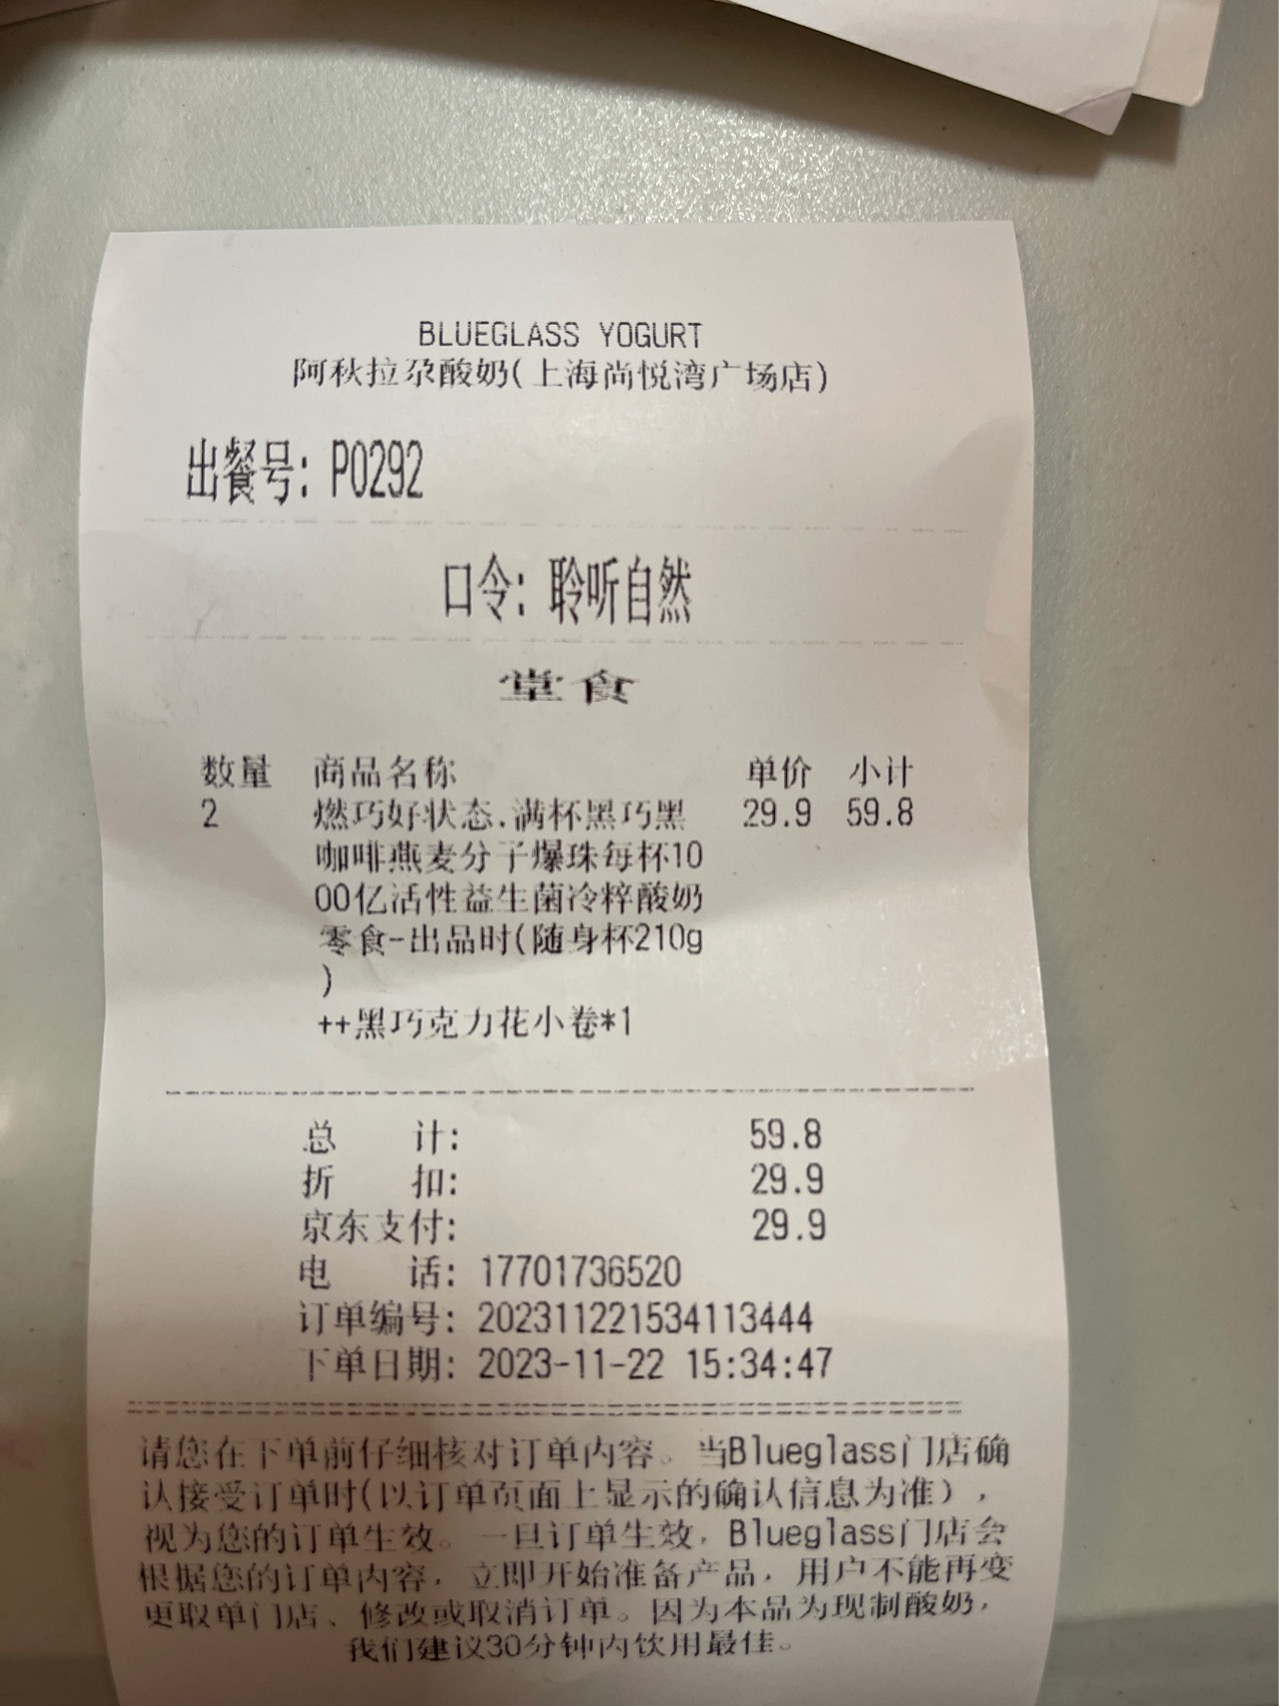 BLUEGLASS YOGURT
阿秋拉尕酸奶(上海尚悦湾广场店)
出餐号: P0292
口令: 聆听自然
堂食
数量 商品名称 单价 小计
2 燃巧好状态.满杯黑巧黑 29.9 59.8
咖啡燕麦分子爆珠每杯10
00亿活性益生菌冷粹酸奶
零食-出品时(随身杯210g
)
++黑巧克力花小卷*1
总 计: 59.8
折 扣: 29.9
京东支付: 29.9
电 话: 17701736520
订单编号: 202311221534113444
下单日期: 2023-11-22 15:34:47
请您在下单前仔细核对订单内容。当Blueglass门店确
认接受订单时(以订单页面上显示的确认信息为准),
视为您的订单生效。一旦订单生效,Blueglass门店会
根据您的订单内容,立即开始准备产品,用户不能再变
更取单门店、修改或取消订单。因为本品为现制酸奶,
我们建议30分钟内饮用最佳。